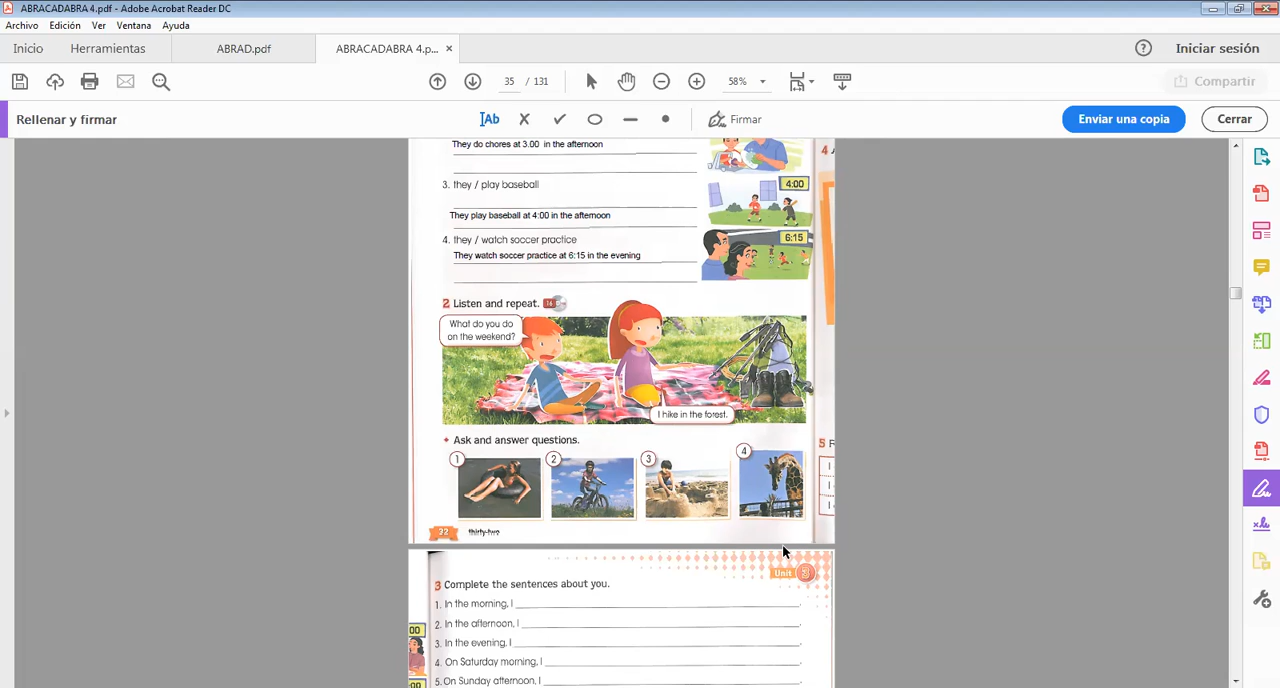 ABRACADABRA 4.pdf - Adobe Acrobat Reader DC
Archivo Edición Ver Ventana Ayuda
Inicio Herramientas ABRAD.pdf ABRACADABRA 4.p... × Iniciar sesión
35 / 131 58% Compartir
Rellenar y firmar Ab Firmar Enviar una copia Cerrar
They do chores at 3.00 in the afternoon
3. they / play baseball 4:00
They play baseball at 4:00 in the afternoon
4. they / watch soccer practice 6:15
They watch soccer practice at 6:15 in the evening
2 Listen and repeat. 16
What do you do
on the weekend?
I hike in the forest.
Ask and answer questions.
1 2 3 4
32 thirty-two
4
5 R
I
I
I
Unit 3
3 Complete the sentences about you.
1. In the morning, I
2. In the afternoon, I
3. In the evening, I
4. On Saturday morning, I
5. On Sunday afternoon, I